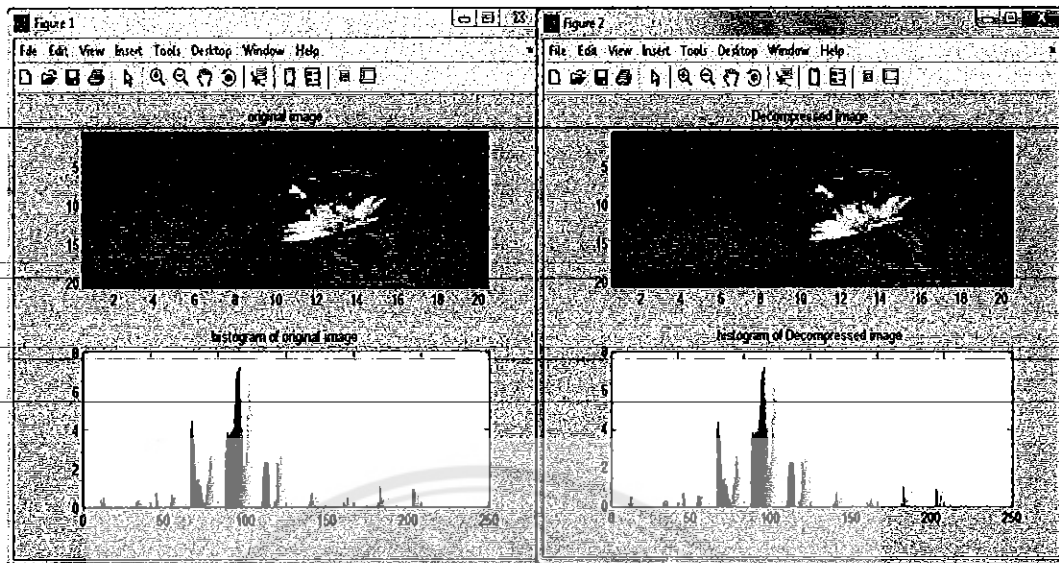 Figure 1
File Edit View Insert Tools Desktop Window Help
original image
5
10
15
20
2 4 6 8 10 12 14 16 18 20
histogram of original image
8
6
4
2
0
0 50 100 150 200 250
Figure 2
File Edit View Insert Tools Desktop Window Help
Decompressed image
5
10
15
20
2 4 6 8 10 12 14 16 18 20
histogram of Decompressed image
8
6
4
2
0
0 50 100 150 200 250